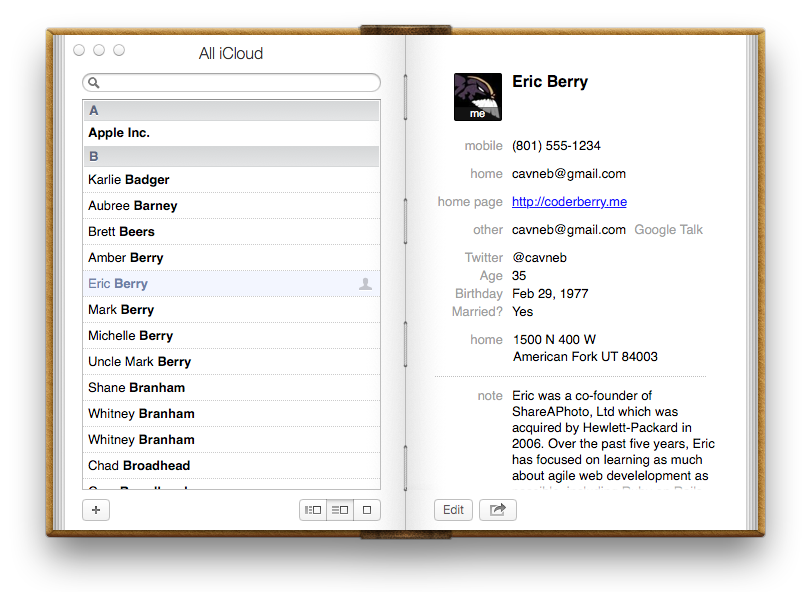 All iCloud
A
Apple Inc.
B
Karlie Badger
Aubree Barney
Brett Beers
Amber Berry
Eric Berry
Mark Berry
Michelle Berry
Uncle Mark Berry
Shane Branham
Whitney Branham
Whitney Branham
Chad Broadhead
me
Eric Berry
mobile (801) 555-1234
home cavneb@gmail.com
home page http://coderberry.me
other cavneb@gmail.com Google Talk
Twitter @cavneb
Age 35
Birthday Feb 29, 1977
Married? Yes
home 1500 N 400 W
American Fork UT 84003
note Eric was a co-founder of
ShareAPhoto, Ltd which was
acquired by Hewlett-Packard in
2006. Over the past five years, Eric
has focused on learning as much
about agile web develelopment as
Edit